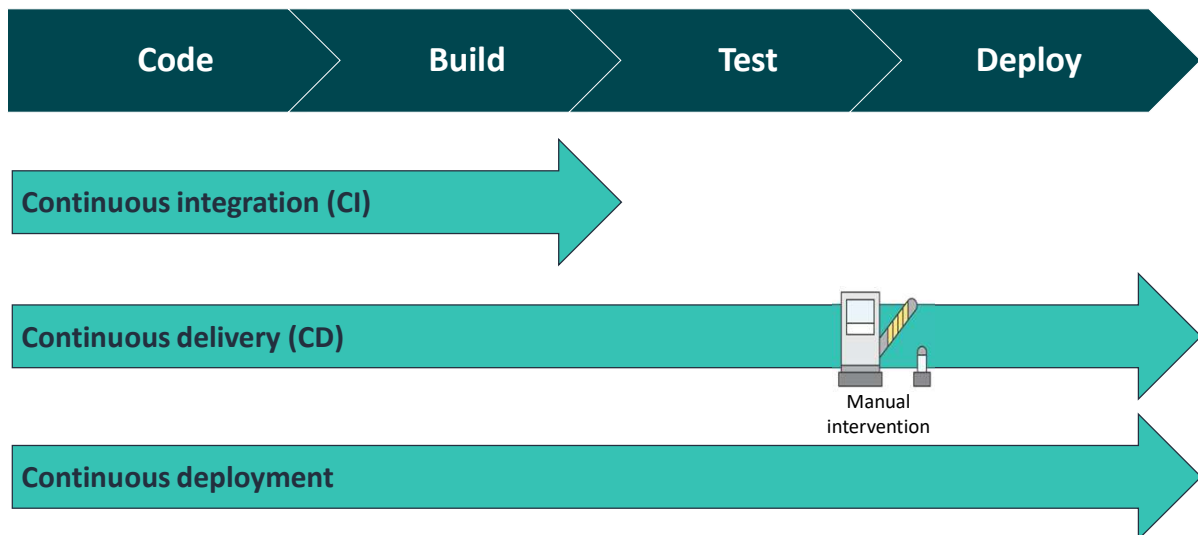 Code
Build
Test
Deploy
Continuous integration (CI)
Continuous delivery (CD)
Manual
intervention
Continuous deployment